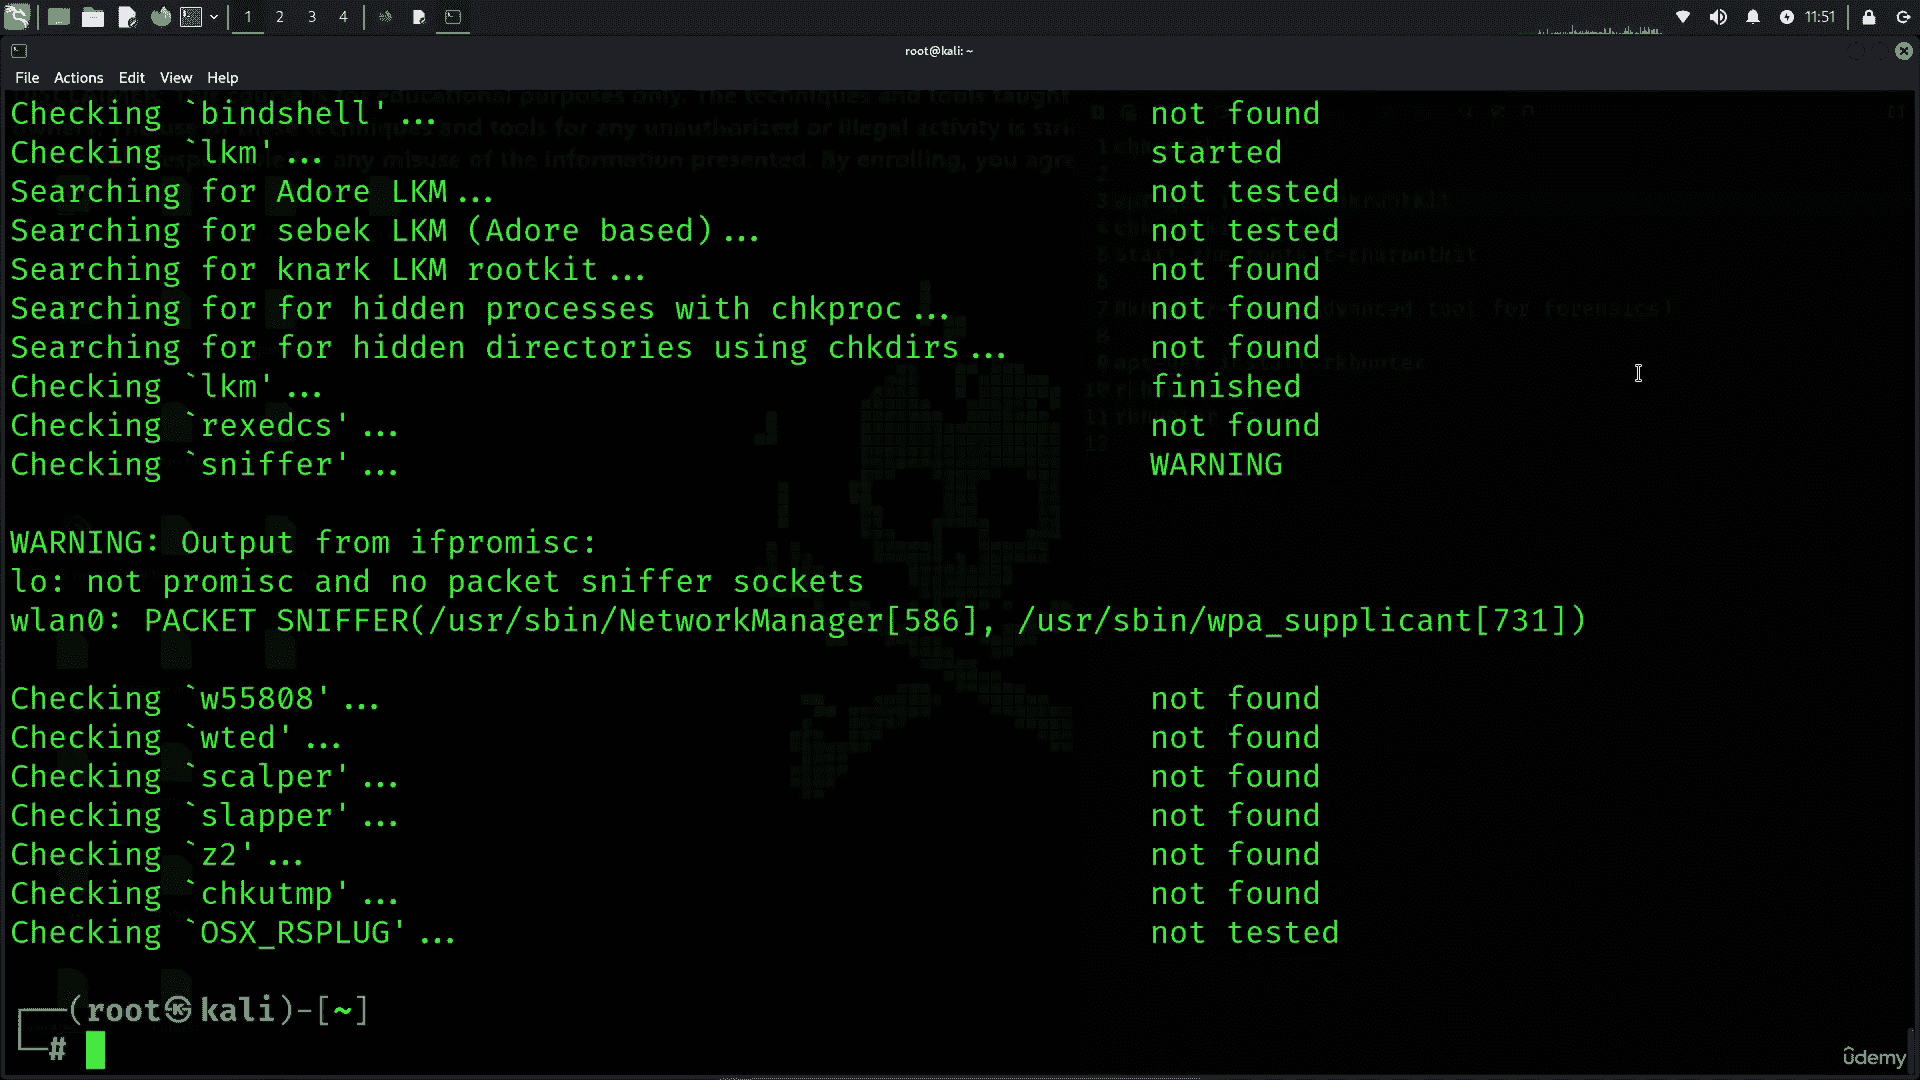 1 2 3 4 11:51
root@kali: ~
File Actions Edit View Help
Checking `bindshell'... not found
Checking `lkm'... started
Searching for Adore LKM... not tested
Searching for sebek LKM (Adore based)... not tested
Searching for knark LKM rootkit... not found
Searching for for hidden processes with chkproc... not found
Searching for for hidden directories using chkdirs... not found
Checking `lkm'... finished
Checking `rexedcs'... not found
Checking `sniffer'... WARNING
WARNING: Output from ifpromisc:
lo: not promisc and no packet sniffer sockets
wlan0: PACKET SNIFFER(/usr/sbin/NetworkManager[586], /usr/sbin/wpa_supplicant[731])
Checking `w55808'... not found
Checking `wted'... not found
Checking `scalper'... not found
Checking `slapper'... not found
Checking `z2'... not found
Checking `chkutmp'... not found
Checking `OSX_RSPLUG'... not tested
(root㉿kali)-[~]
#
ûdemy